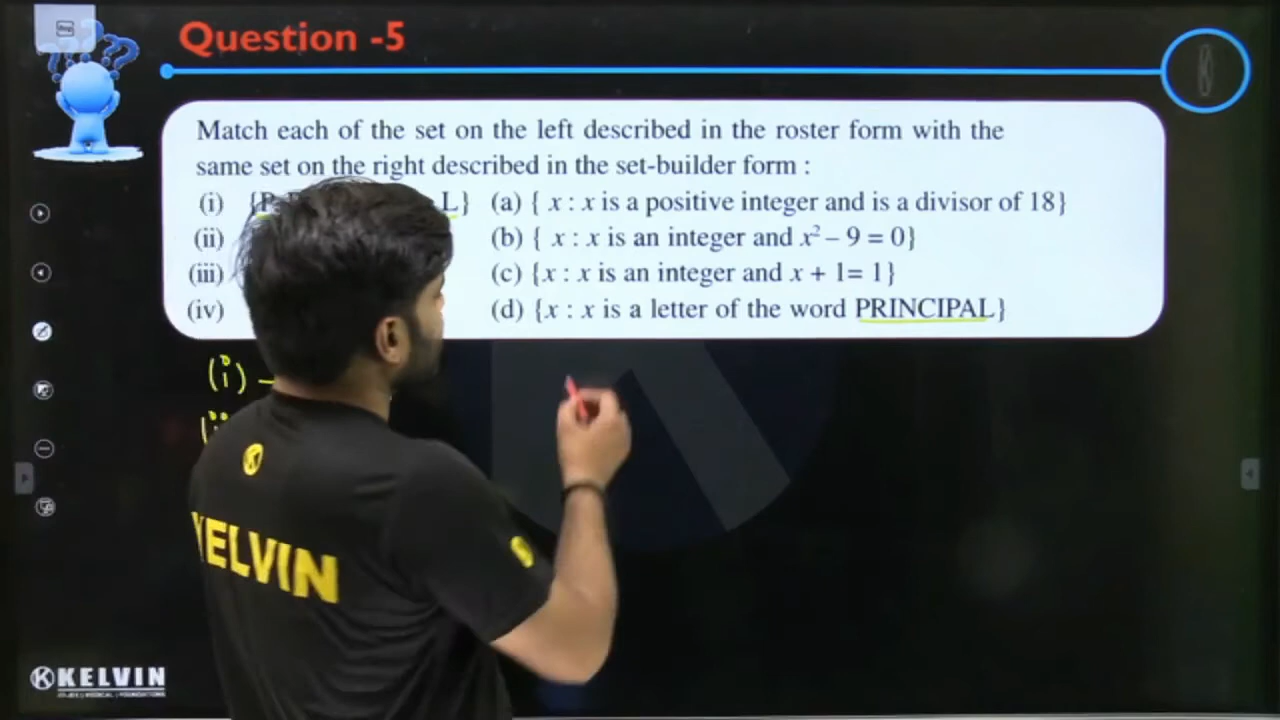 Question -5
Match each of the set on the left described in the roster form with the
same set on the right described in the set-builder form :
(i) {P, L} (a) { x : x is a positive integer and is a divisor of 18}
(ii) (b) { x : x is an integer and x² – 9 = 0}
(iii) (c) {x : x is an integer and x + 1= 1}
(iv) (d) {x : x is a letter of the word PRINCIPAL}
(i) –
KELVIN
KELVIN